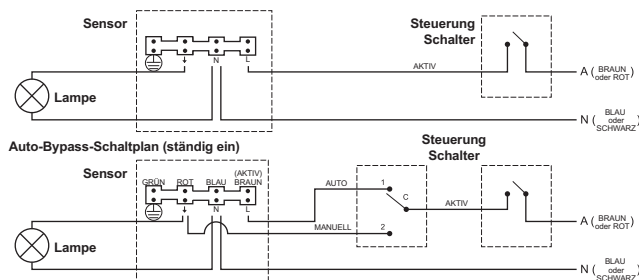 Sensor
Steuerung
Schalter
N
L
AKTIV
A ( BRAUN
oder ROT )
Lampe
N ( BLAU
oder
SCHWARZ )
Auto-Bypass-Schaltplan (ständig ein)
Steuerung
Schalter
Sensor
GRÜN
ROT
BLAU
(AKTIV)
BRAUN
N
L
AUTO
1
C
AKTIV
MANUELL
2
A ( BRAUN
oder ROT )
Lampe
N ( BLAU
oder
SCHWARZ )